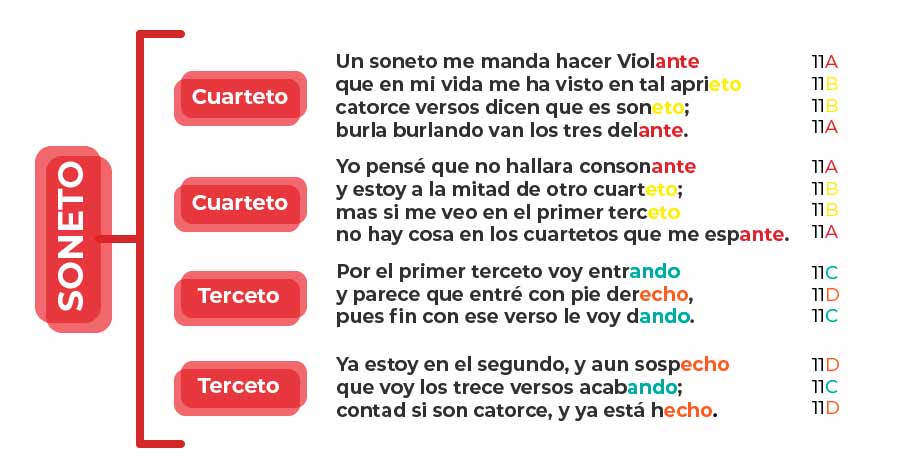 SONETO
Cuarteto
Un soneto me manda hacer Violante 11A
que en mi vida me ha visto en tal aprieto 11B
catorce versos dicen que es soneto; 11B
burla burlando van los tres delante. 11A
Cuarteto
Yo pensé que no hallara consonante 11A
y estoy a la mitad de otro cuarteto; 11B
mas si me veo en el primer terceto 11B
no hay cosa en los cuartetos que me espante. 11A
Terceto
Por el primer terceto voy entrando 11C
y parece que entré con pie derecho, 11D
pues fin con ese verso le voy dando. 11C
Terceto
Ya estoy en el segundo, y aun sospecho 11D
que voy los trece versos acabando; 11C
contad si son catorce, y ya está hecho. 11D